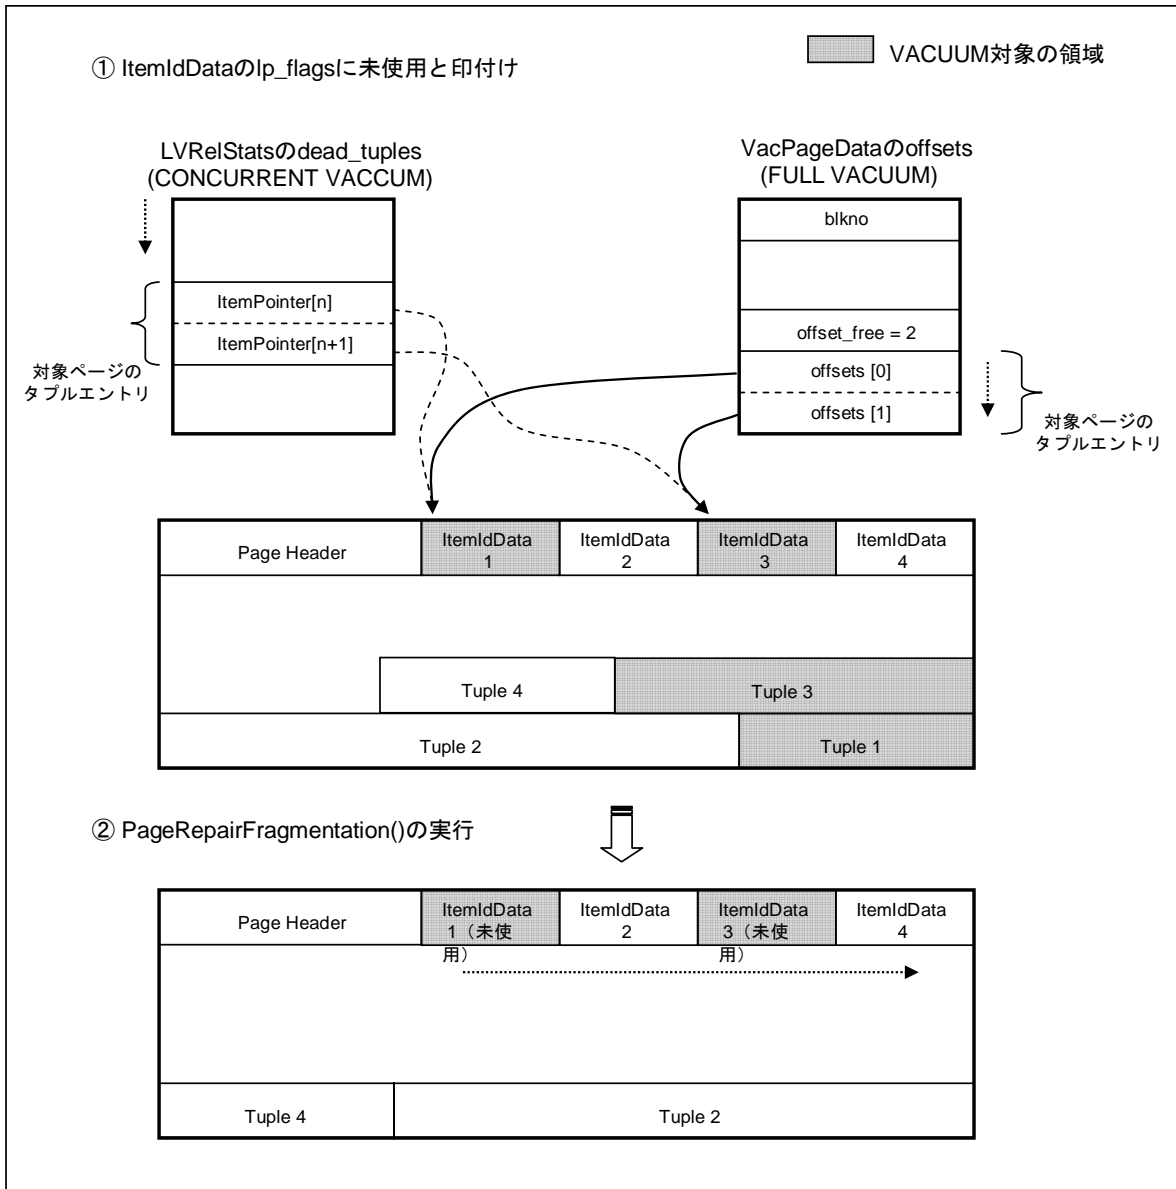 ① ItemIdDataのlp_flagsに未使用と印付け
VACUUM対象の領域
LVRelStatsのdead_tuples
(CONCURRENT VACCUM)
VacPageDataのoffsets
(FULL VACUUM)
blkno
ItemPointer[n]
ItemPointer[n+1]
offset_free = 2
offsets [0]
offsets [1]
対象ページの
タプルエントリ
対象ページの
タプルエントリ
Page Header
ItemIdData
1
ItemIdData
2
ItemIdData
3
ItemIdData
4
Tuple 4
Tuple 3
Tuple 2
Tuple 1
② PageRepairFragmentation()の実行
Page Header
ItemIdData
1（未使
用）
ItemIdData
2
ItemIdData
3（未使
用）
ItemIdData
4
Tuple 4
Tuple 2